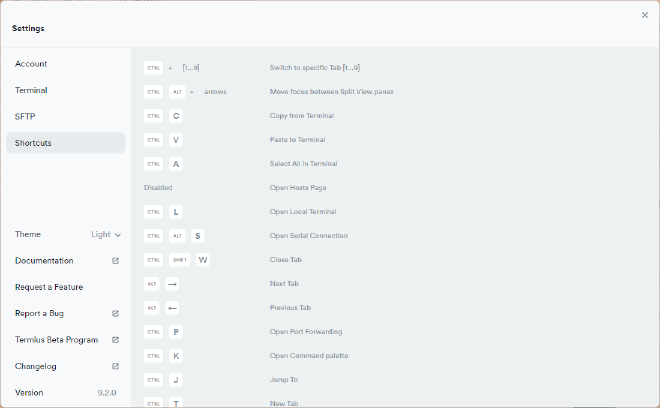 Settings
Account
Terminal
SFTP
Shortcuts
Theme Light
Documentation
Request a Feature
Report a Bug
Termius Beta Program
Changelog
Version 9.2.0
CTRL + [1...9] Switch to specific Tab [1...9]
CTRL ALT + arrows Move focus between Split View panes
CTRL C Copy from Terminal
CTRL V Paste to Terminal
CTRL A Select All in Terminal
Disabled Open Hosts Page
CTRL L Open Local Terminal
CTRL ALT S Open Serial Connection
CTRL SHIFT W Close Tab
ALT → Next Tab
ALT ← Previous Tab
CTRL P Open Port Forwarding
CTRL K Open Command palette
CTRL J Jump To
CTRL T New Tab